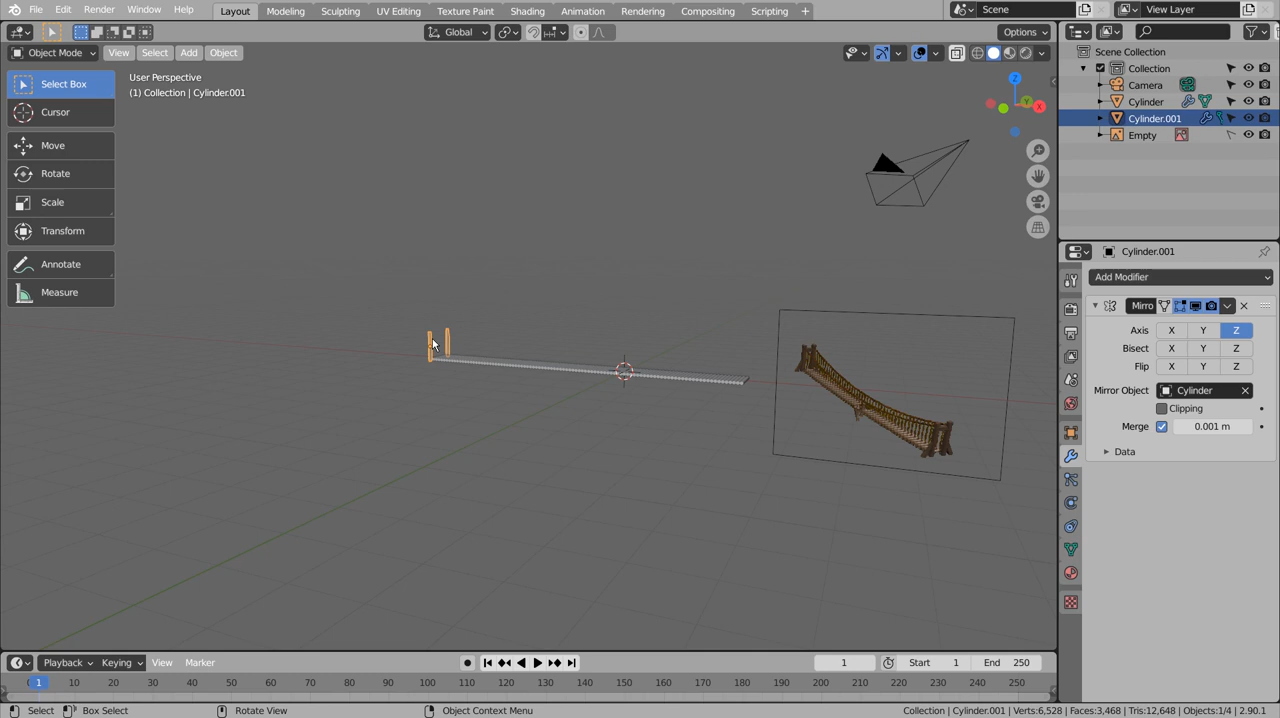 File Edit Render Window Help Layout Modeling Sculpting UV Editing Texture Paint Shading Animation Rendering Compositing Scripting Scene View Layer
Global Options
Object Mode View Select Add Object
Select Box
Cursor
Move
Rotate
Scale
Transform
Annotate
Measure
User Perspective
(1) Collection | Cylinder.001
Z
Y
X
Scene Collection
Collection
Camera
Cylinder
Cylinder.001
Empty
Cylinder.001
Add Modifier
Mirro
Axis X Y Z
Bisect X Y Z
Flip X Y Z
Mirror Object Cylinder
Clipping
Merge 0.001 m
Data
Playback Keying View Marker 1 Start 1 End 250
0 1 10 20 30 40 50 60 70 80 90 100 110 120 130 140 150 160 170 180 190 200 210 220 230 240 250
Select Box Select Rotate View Object Context Menu Collection | Cylinder.001 | Verts:6,528 | Faces:3,468 | Tris:12,648 | Objects:1/4 | 2.90.1